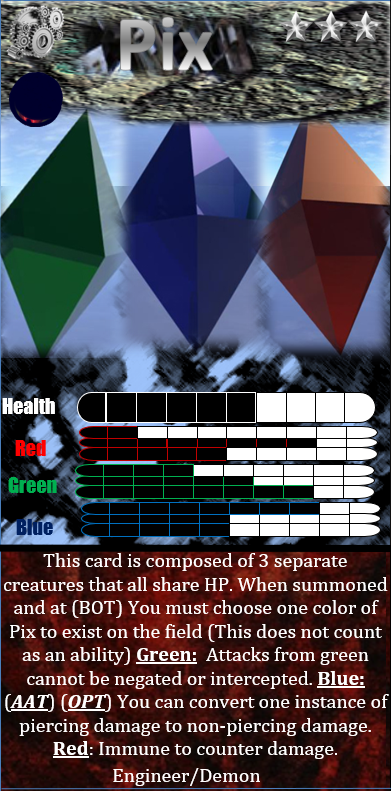 Pix
Health
Red
Green
Blue
This card is composed of 3 separate
creatures that all share HP. When summoned
and at (BOT) You must choose one color of
Pix to exist on the field (This does not count
as an ability) Green: Attacks from green
cannot be negated or intercepted. Blue:
(AAT) (OPT) You can convert one instance of
piercing damage to non-piercing damage.
Red: Immune to counter damage.
Engineer/Demon